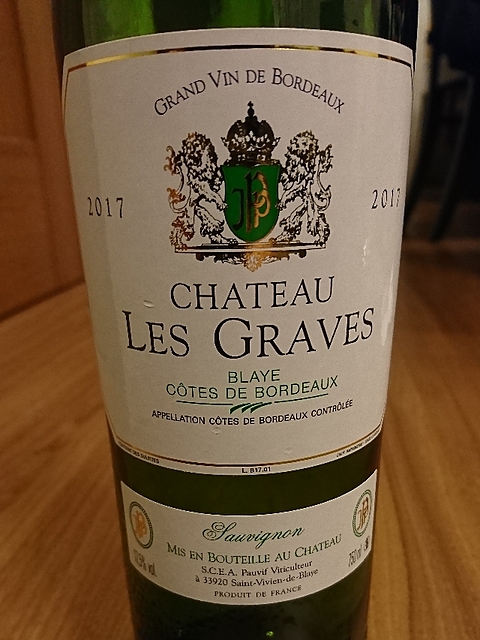 GRAND VIN DE BORDEAUX
2017 2017
CHATEAU
LES GRAVES
BLAYE
CÔTES DE BORDEAUX
APPELLATION CÔTES DE BORDEAUX CONTRÔLÉE
L. B17.01
Sauvignon
MIS EN BOUTEILLE AU CHATEAU
S.C.E.A. Pauvif Viticulteur
à 33920 Saint-Vivien-de-Blaye
PRODUIT DE FRANCE
750 ml